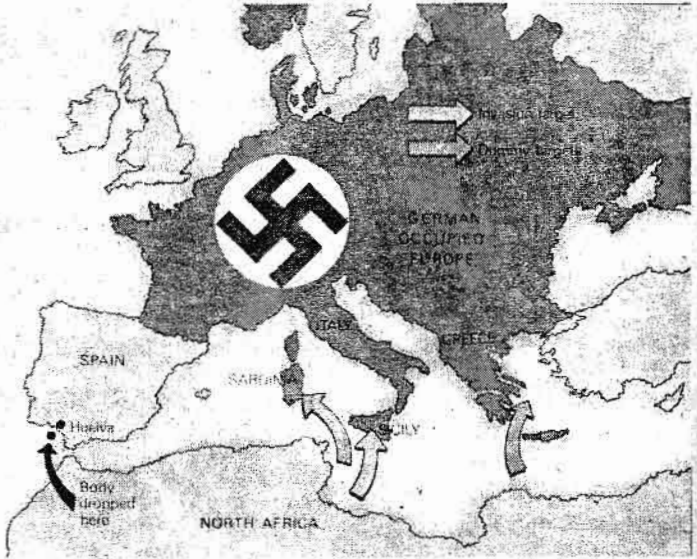 Invasion target
Dummy targets
GERMAN
OCCUPIED
EUROPE
ITALY
GREECE
SPAIN
SARDINIA
Huelva
SICILY
Body
dropped
here
NORTH AFRICA